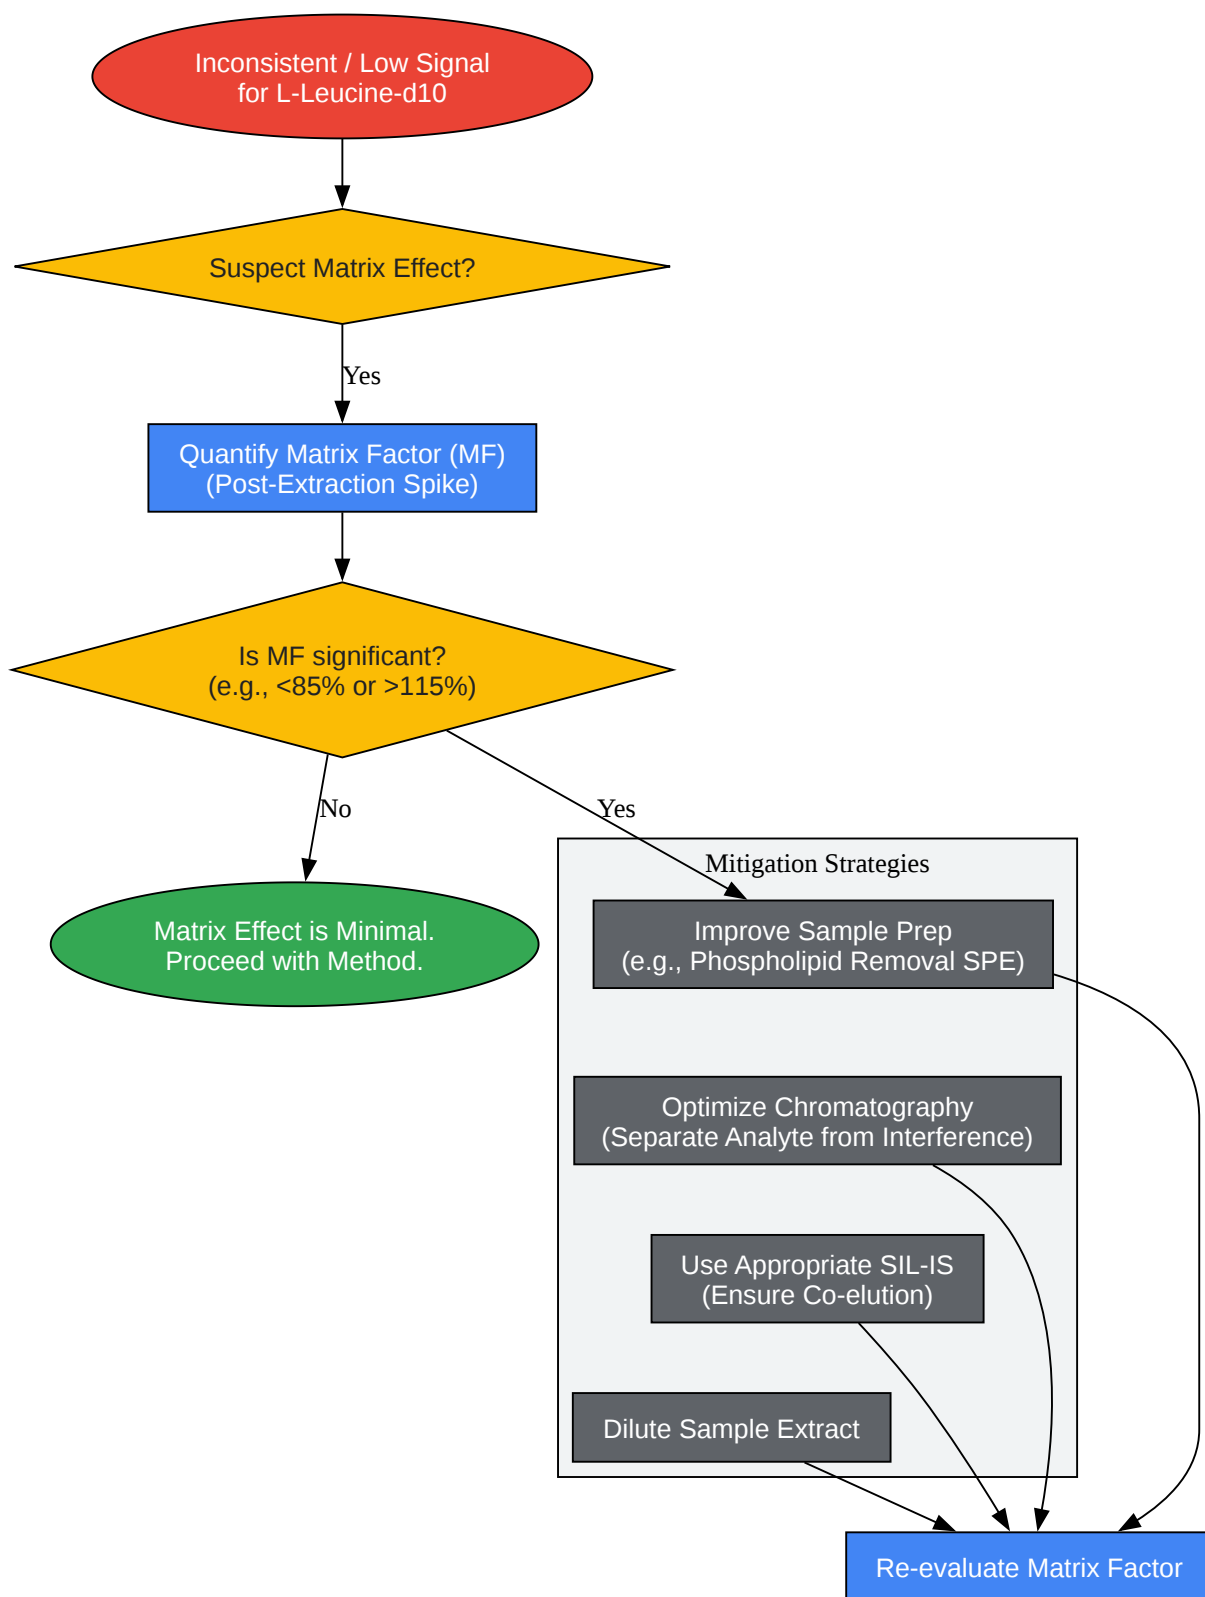 Inconsistent / Low Signal
for L-Leucine-d10
Suspect Matrix Effect?
Yes
Quantify Matrix Factor (MF)
(Post-Extraction Spike)
Is MF significant?
(e.g., <85% or >115%)
No
Yes
Matrix Effect is Minimal.
Proceed with Method.
Mitigation Strategies
Improve Sample Prep
(e.g., Phospholipid Removal SPE)
Optimize Chromatography
(Separate Analyte from Interference)
Use Appropriate SIL-IS
(Ensure Co-elution)
Dilute Sample Extract
Re-evaluate Matrix Factor